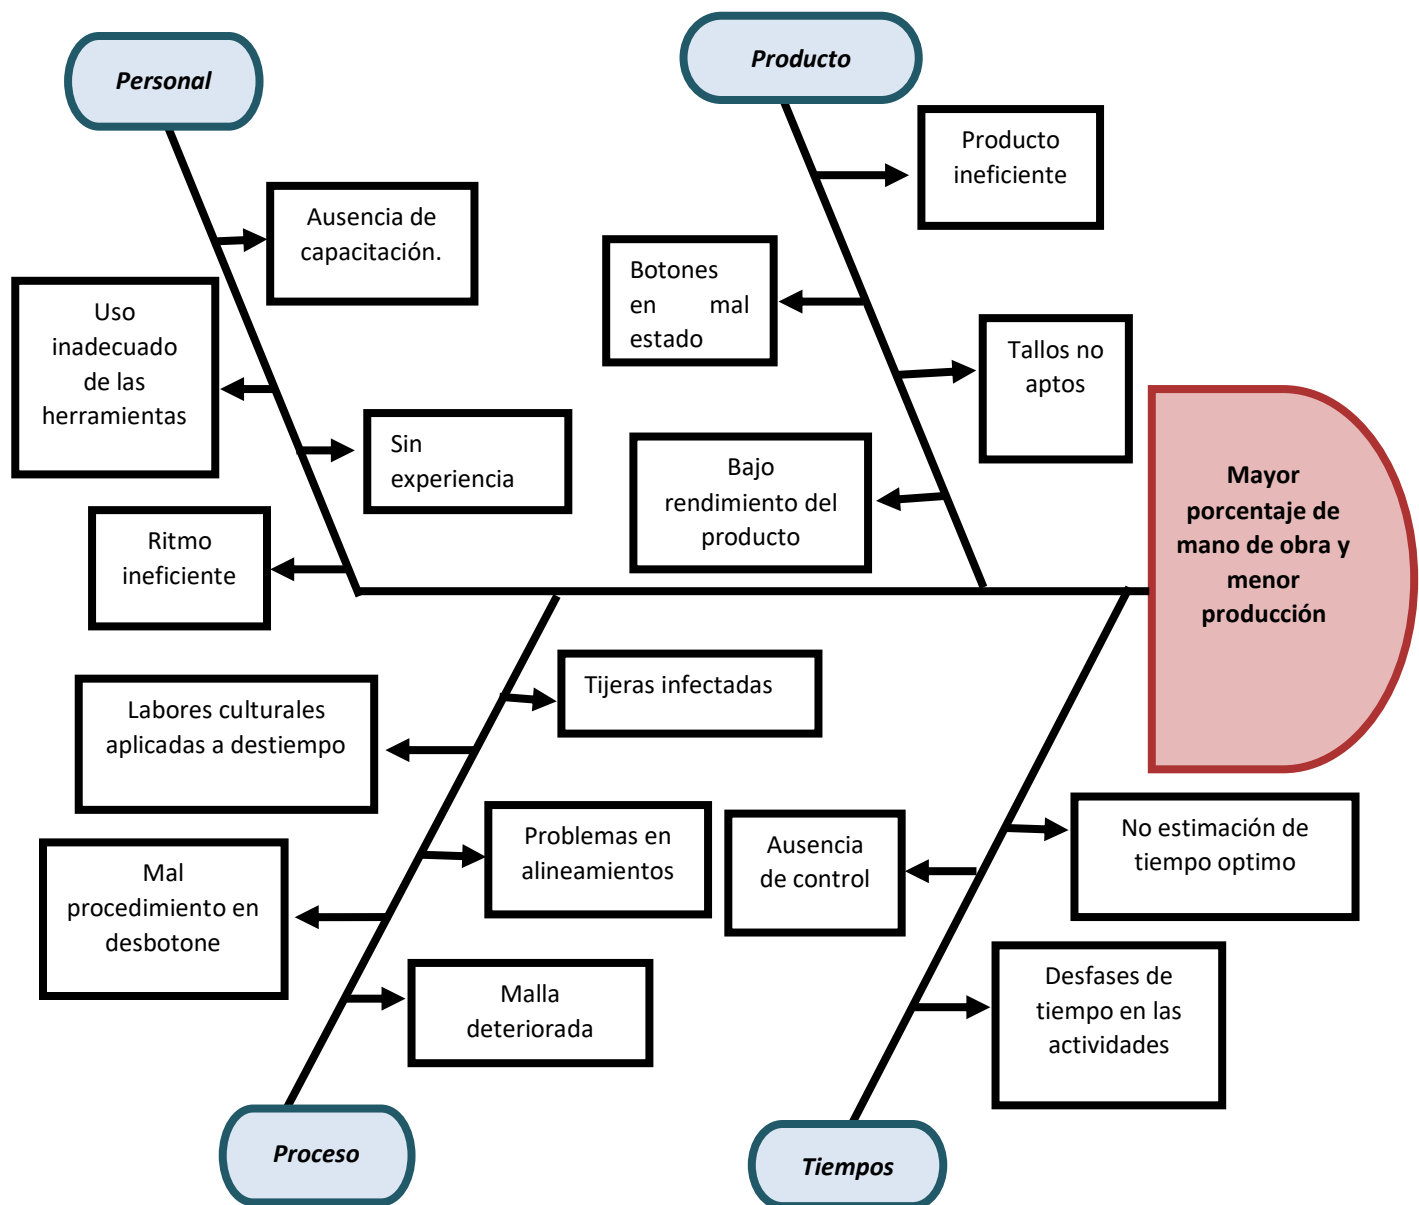 Personal
Producto
Producto
ineficiente
Ausencia de
capacitación.
Botones
en mal
estado
Uso
inadecuado
de las
herramientas
Tallos no
aptos
Sin
experiencia
Bajo
rendimiento del
producto
Mayor
porcentaje de
mano de obra y
menor
producción
Ritmo
ineficiente
Tijeras infectadas
Labores culturales
aplicadas a destiempo
Problemas en
alineamientos
Ausencia
de control
No estimación de
tiempo optimo
Mal
procedimiento en
desbotone
Malla
deteriorada
Desfases de
tiempo en las
actividades
Proceso
Tiempos